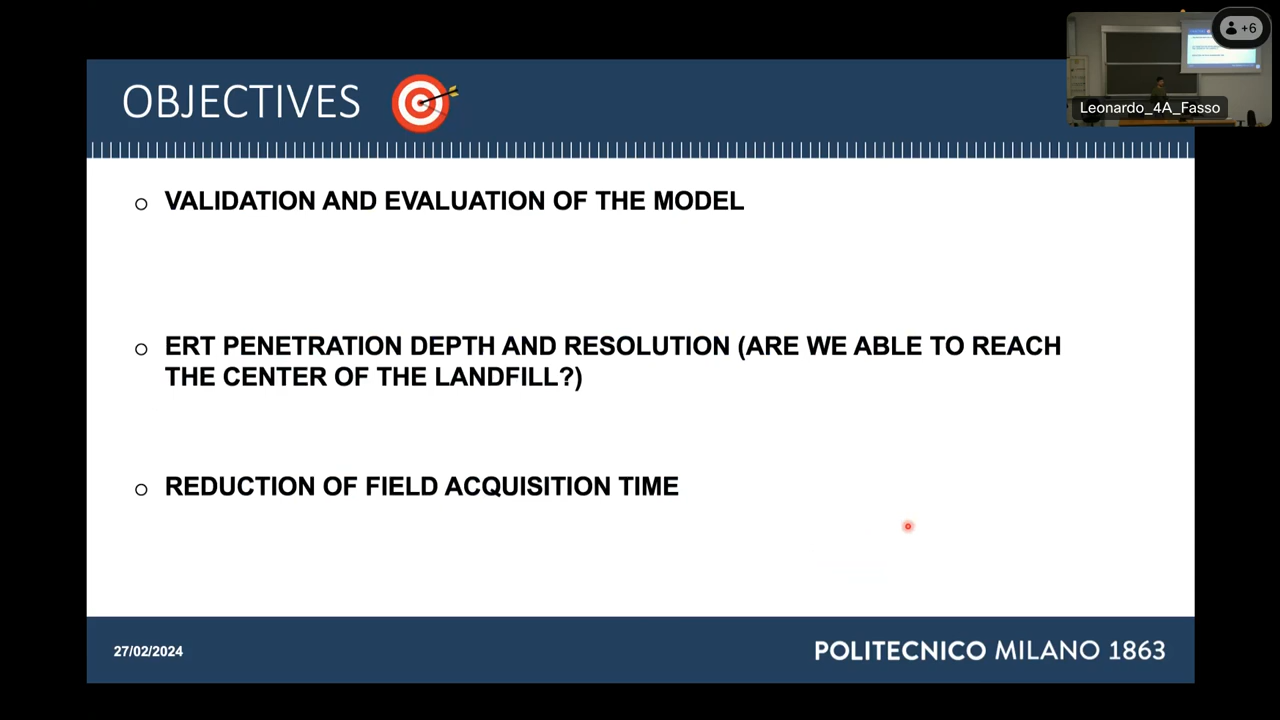 OBJECTIVES
+6
Leonardo_4A_Fasso
VALIDATION AND EVALUATION OF THE MODEL
ERT PENETRATION DEPTH AND RESOLUTION (ARE WE ABLE TO REACH
THE CENTER OF THE LANDFILL?)
REDUCTION OF FIELD ACQUISITION TIME
27/02/2024
POLITECNICO MILANO 1863